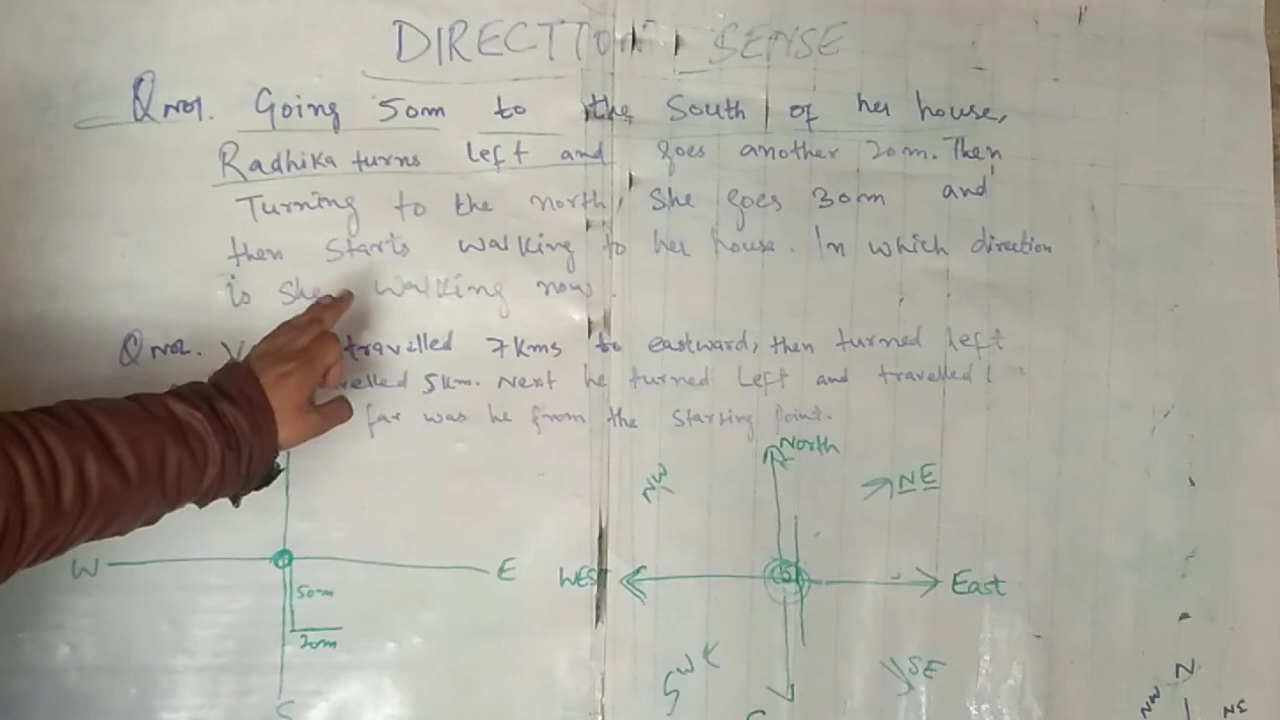 DIRECTION SENSE
Q No1. Going 50m to the South of her house,
Radhika turns left and goes another 20m. Then
Turning to the north, she goes 30m and
then starts walking to her house. In which direction
is she walking now
Q No2. travelled 7Kms to eastward, then turned left
5km. Next he turned left and travelled
far was he from the starting point.
North
NW
NE
W
E
WEST
East
50m
20m
SW
SE
S
N
NW
NE